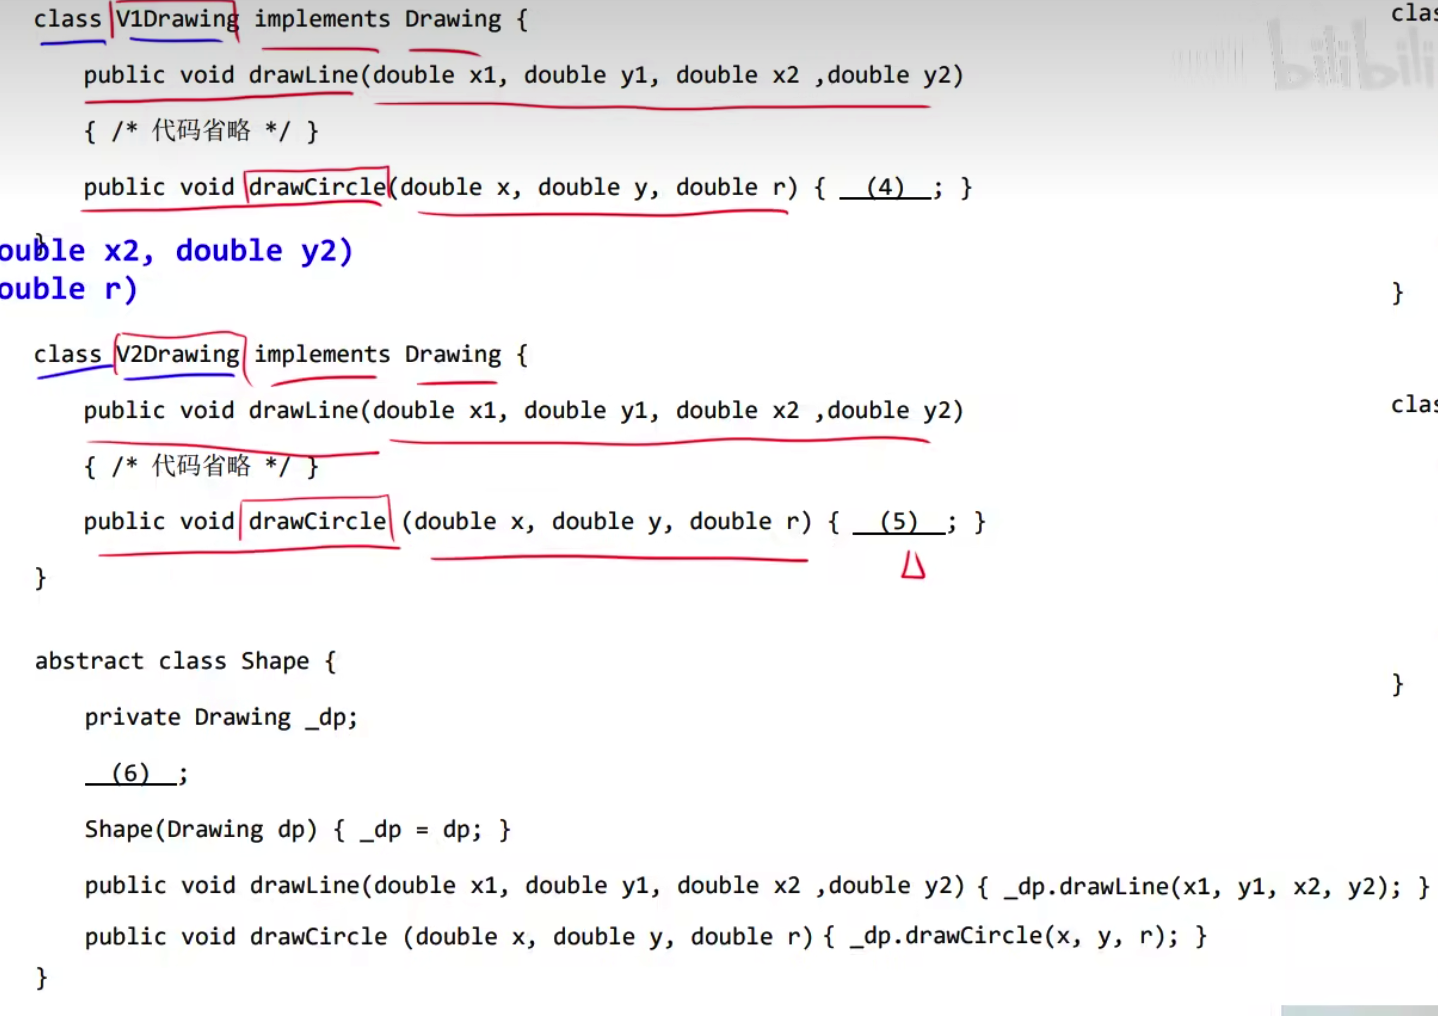 class V1Drawing implements Drawing {
clas
bilibili
public void drawLine(double x1, double y1, double x2 ,double y2)
{ /* 代码省略 */ }
public void drawCircle(double x, double y, double r) { __(4)__; }
}
ouble x2, double y2)
ouble r)
}
class V2Drawing implements Drawing {
public void drawLine(double x1, double y1, double x2 ,double y2)
clas
{ /* 代码省略 */ }
public void drawCircle (double x, double y, double r) { __(5)__; }
}
abstract class Shape {
}
private Drawing _dp;
__(6)__;
Shape(Drawing dp) { _dp = dp; }
public void drawLine(double x1, double y1, double x2 ,double y2) { _dp.drawLine(x1, y1, x2, y2); }
public void drawCircle (double x, double y, double r) { _dp.drawCircle(x, y, r); }
}